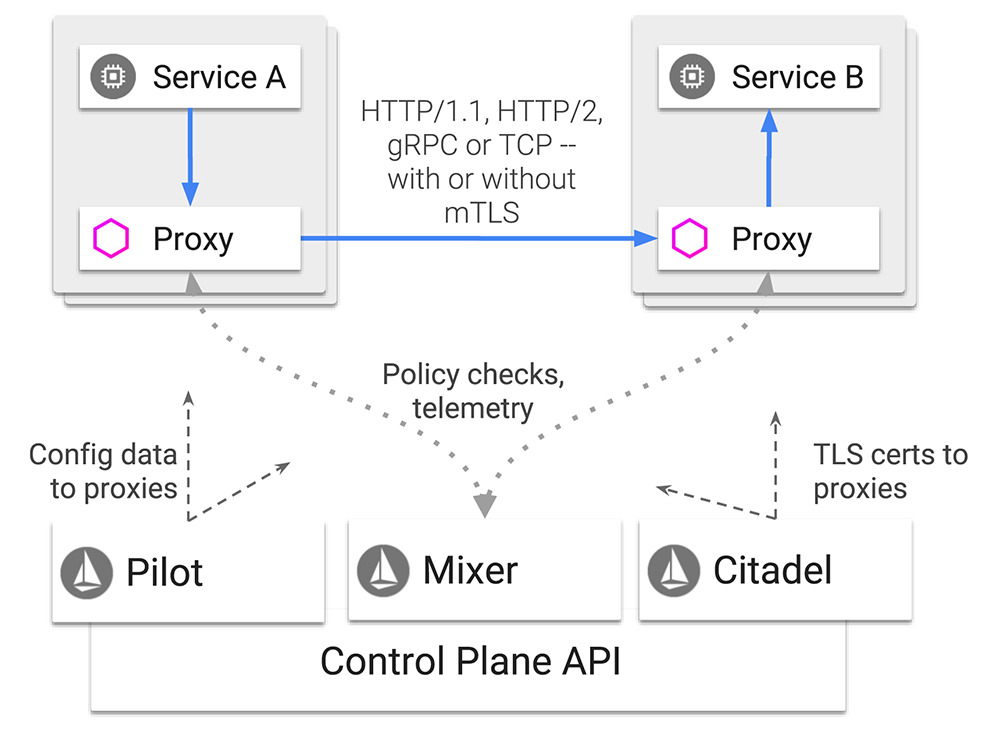 Service A
Service B
HTTP/1.1, HTTP/2,
gRPC or TCP --
with or without
mTLS
Proxy
Proxy
Policy checks,
telemetry
Config data
to proxies
TLS certs to
proxies
Pilot
Mixer
Citadel
Control Plane API